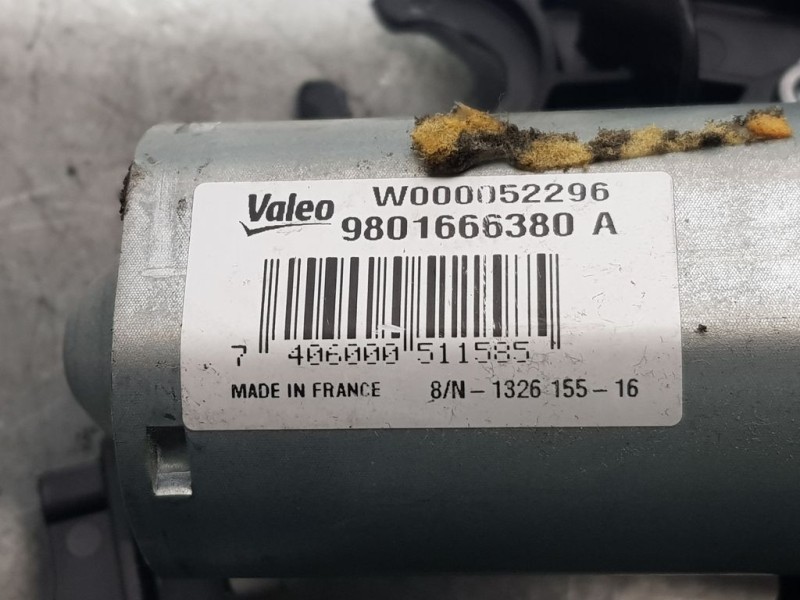 Valeo W000052296
9801666380 A
7 406000 511585
MADE IN FRANCE 8/N - 1326 155 - 16